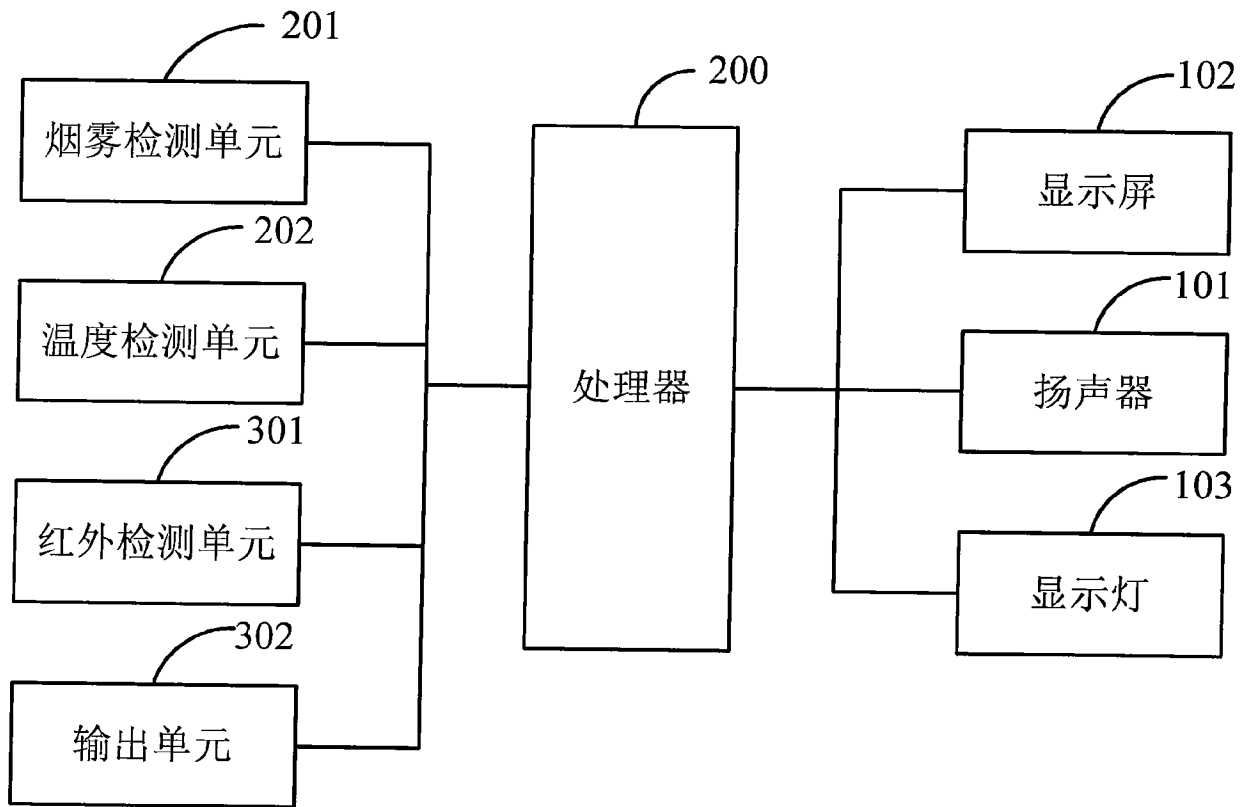 201
烟雾检测单元
202
温度检测单元
301
红外检测单元
302
输出单元
200
处理器
102
显示屏
101
扬声器
103
显示灯